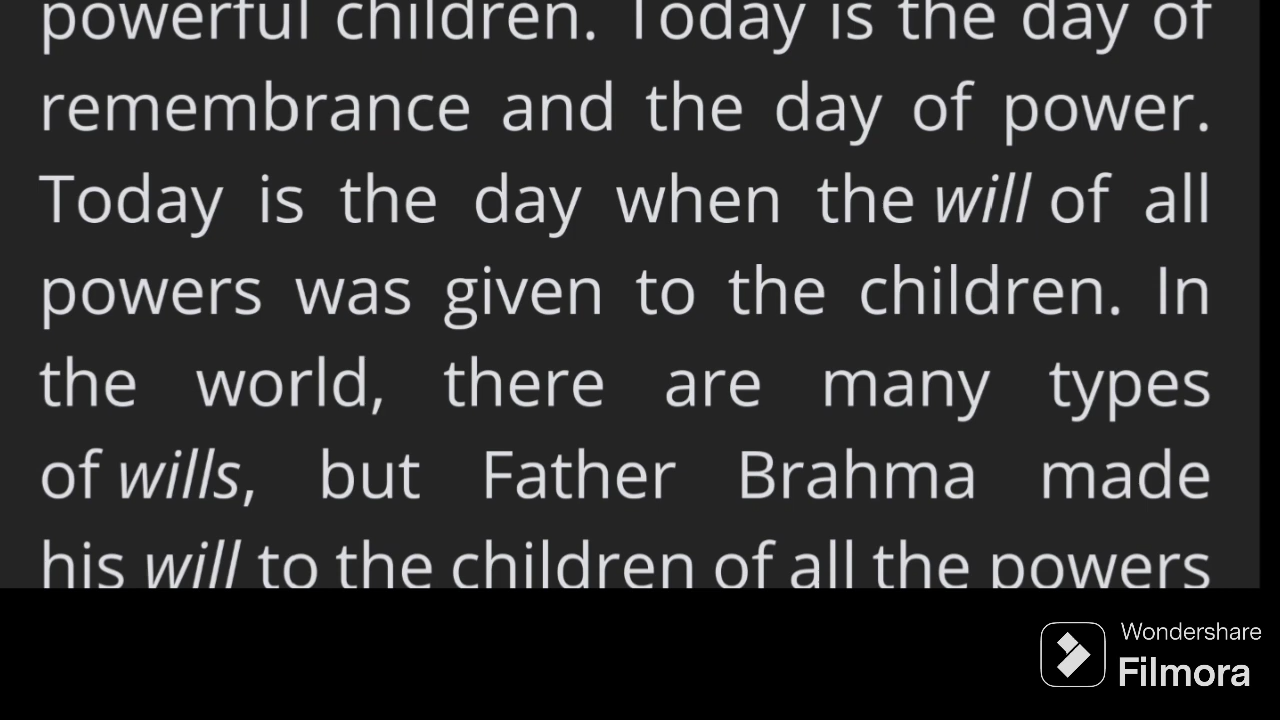 powerful children. Today is the day of
remembrance and the day of power.
Today is the day when the will of all
powers was given to the children. In
the world, there are many types
of wills, but Father Brahma made
his will to the children of all the powers
Wondershare
Filmora